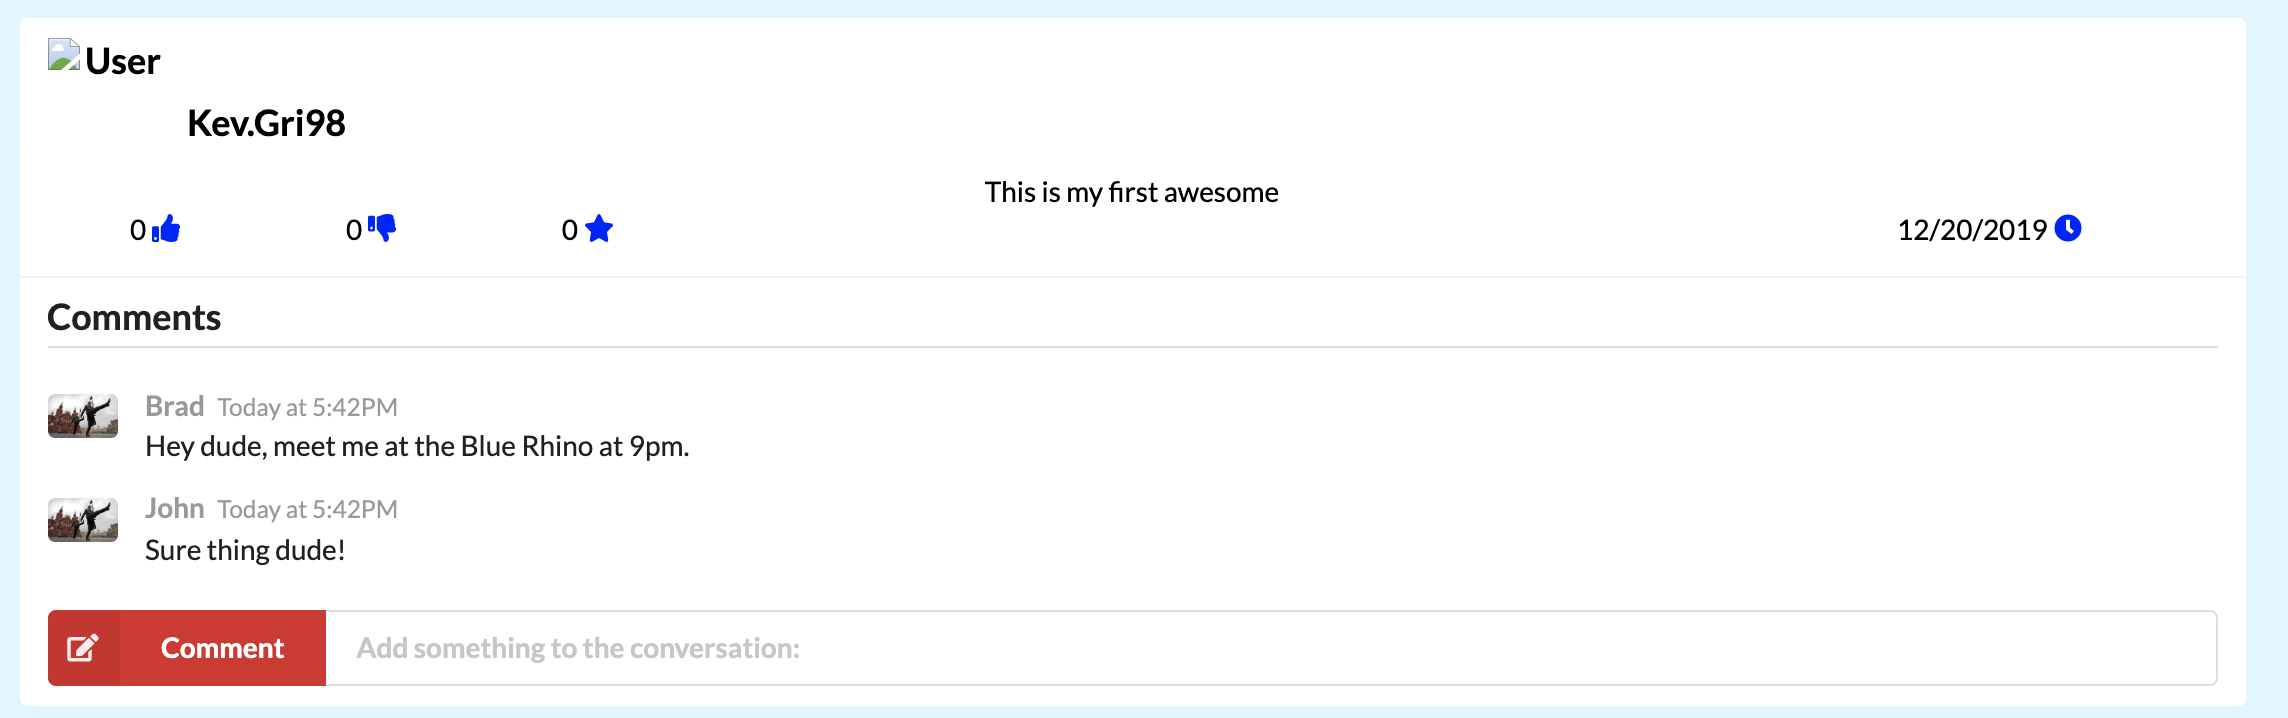 User
Kev.Gri98
This is my first awesome
0 0 0 12/20/2019
Comments
Brad Today at 5:42PM
Hey dude, meet me at the Blue Rhino at 9pm.
John Today at 5:42PM
Sure thing dude!
Comment Add something to the conversation: